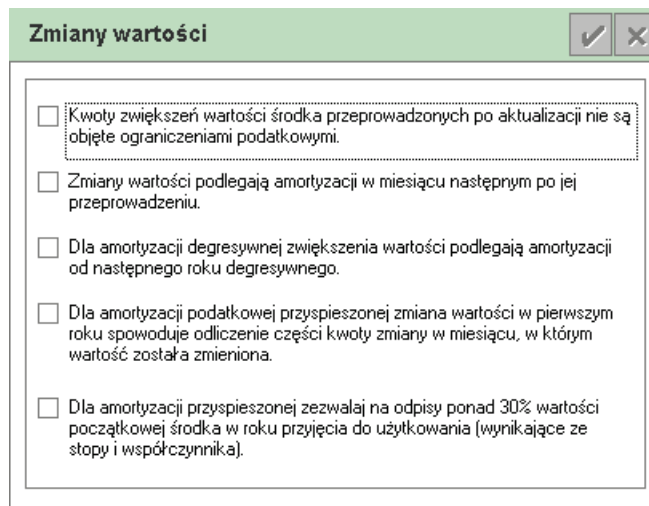 Zmiany wartości
Kwoty zwiększeń wartości środka przeprowadzonych po aktualizacji nie są
objęte ograniczeniami podatkowymi.
Zmiany wartości podlegają amortyzacji w miesiącu następnym po jej
przeprowadzeniu.
Dla amortyzacji degresywnej zwiększenia wartości podlegają amortyzacji
od następnego roku degresywnego.
Dla amortyzacji podatkowej przyspieszonej zmiana wartości w pierwszym
roku spowoduje odliczenie części kwoty zmiany w miesiącu, w którym
wartość została zmieniona.
Dla amortyzacji przyspieszonej zezwalaj na odpisy ponad 30% wartości
początkowej środka w roku przyjęcia do użytkowania (wynikające ze
stopy i współczynnika).